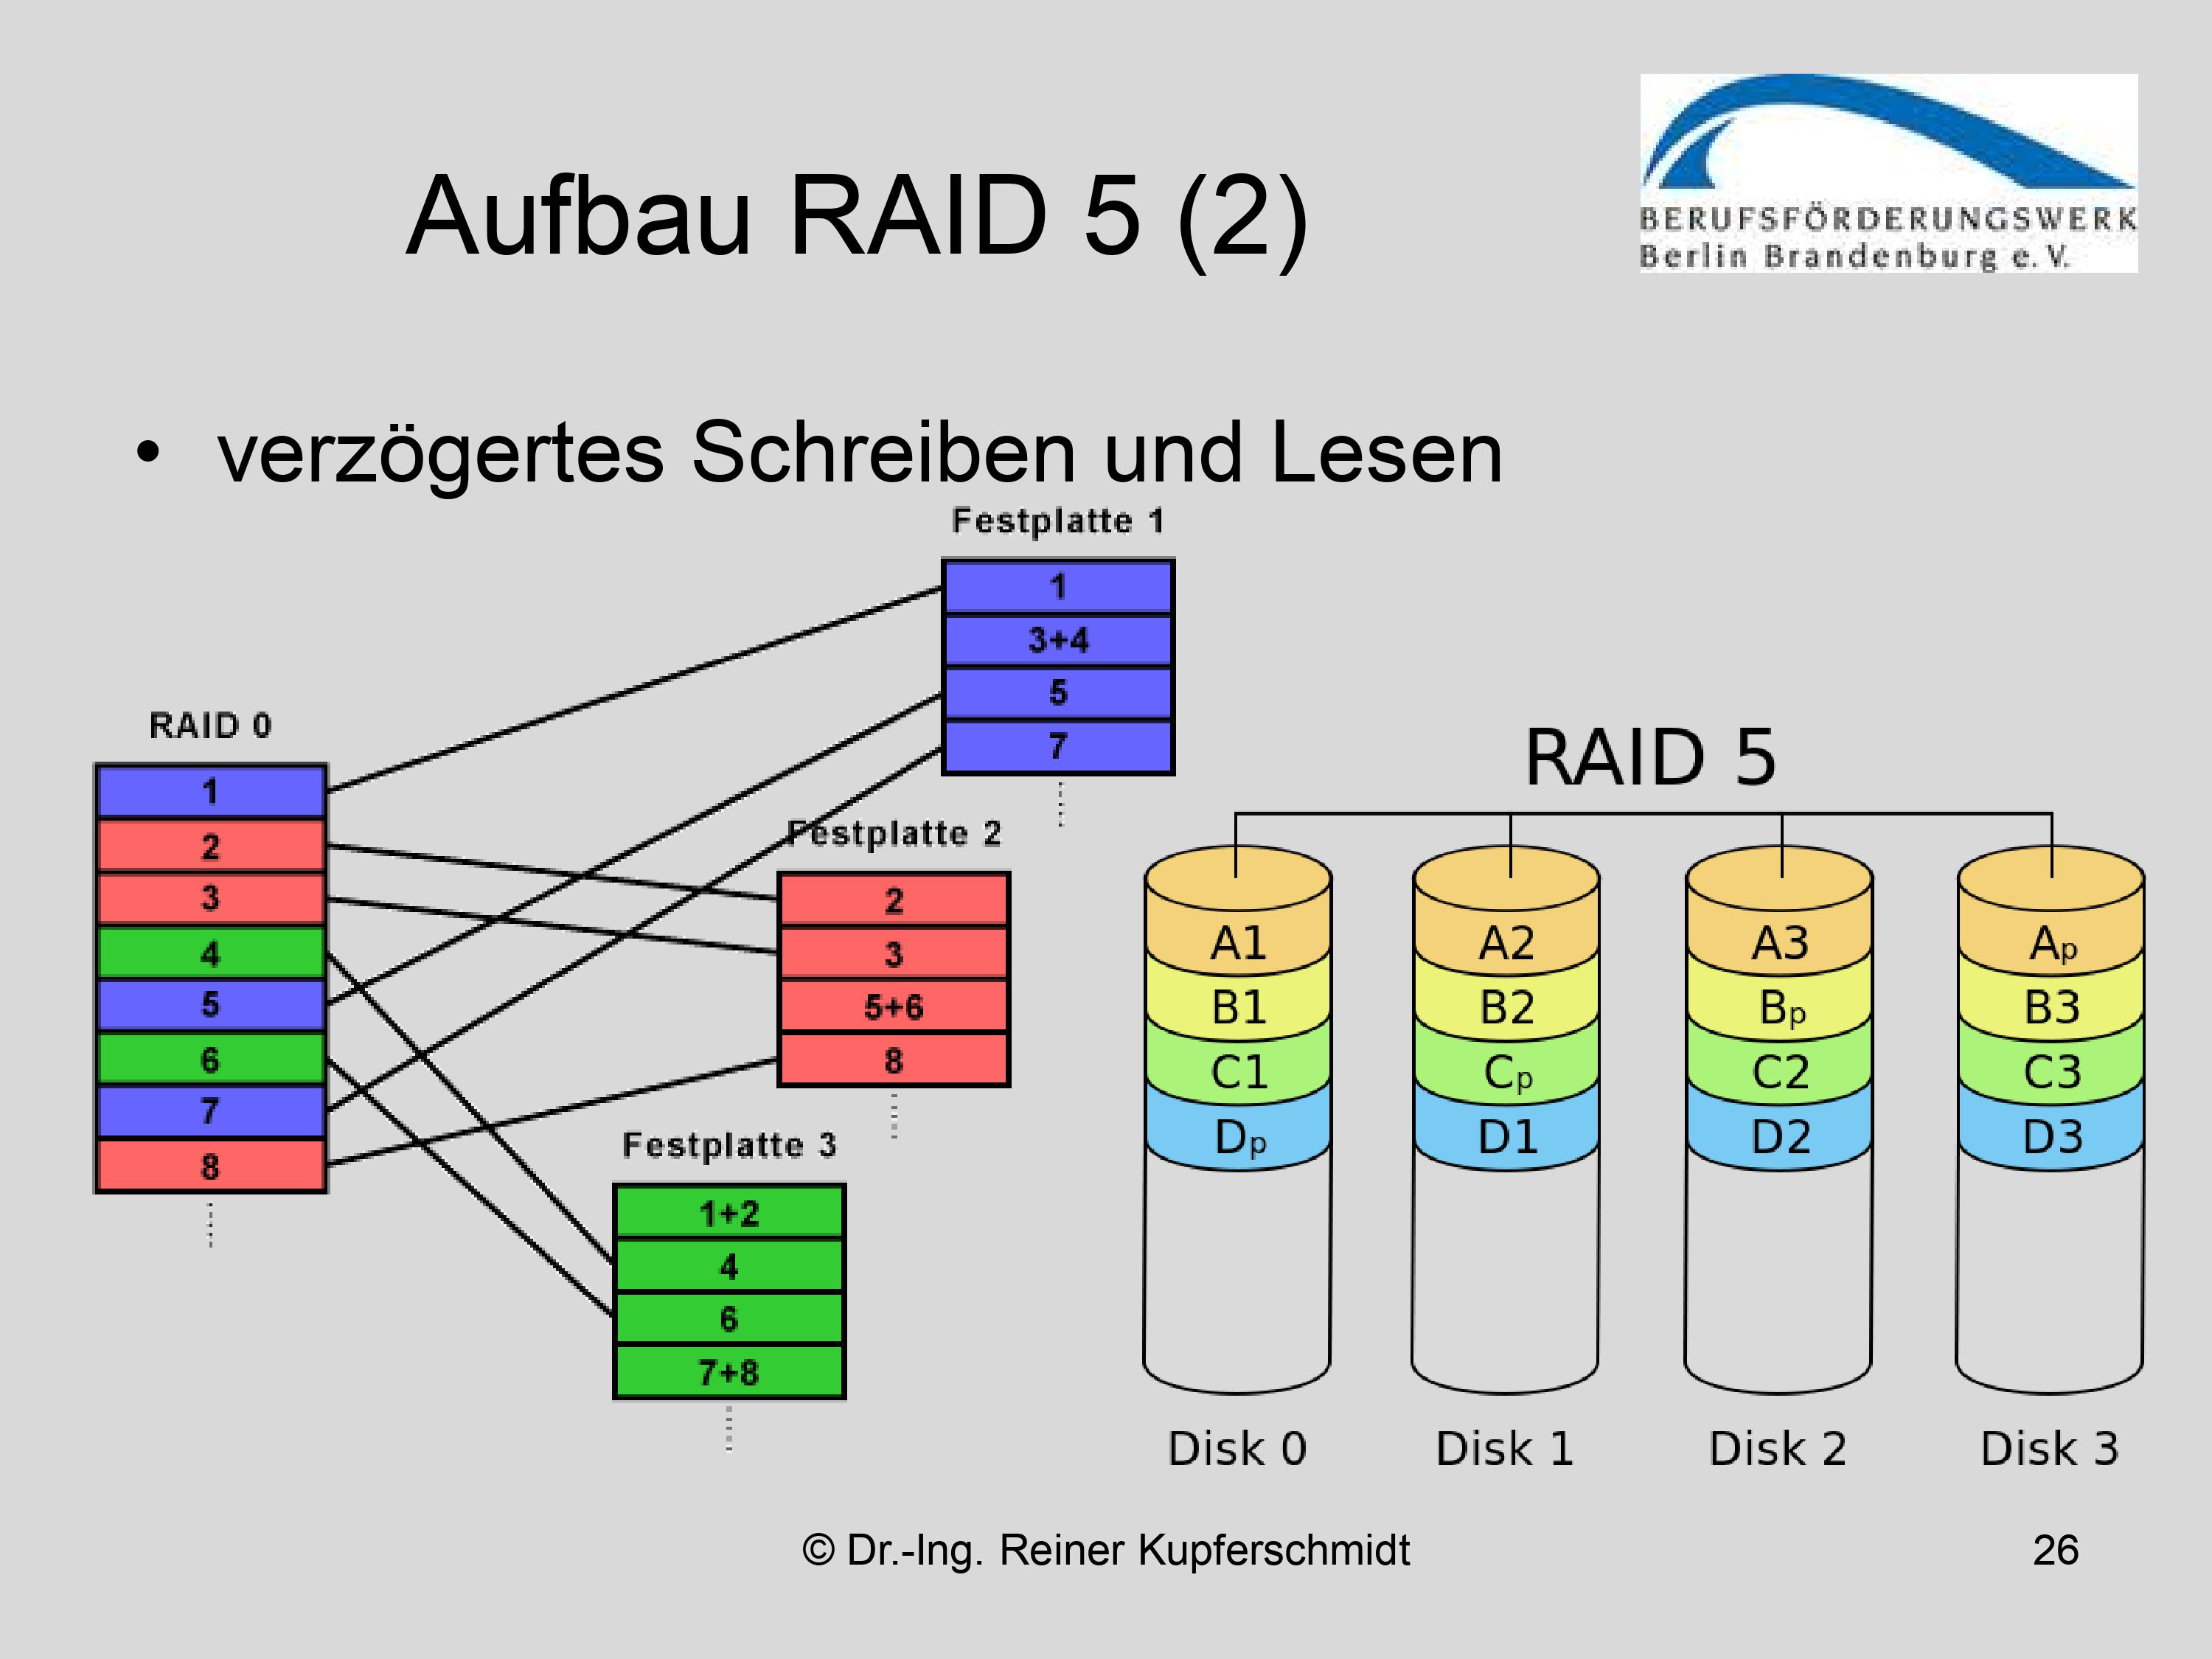 Aufbau RAID 5 (2)
BERUFSFÖRDERUNGSWERK
Berlin Brandenburg e.V.
• verzögertes Schreiben und Lesen
RAID 0
1
2
3
4
5
6
7
8
Festplatte 1
1
3+4
5
7
Festplatte 2
2
3
5+6
8
Festplatte 3
1+2
4
6
7+8
RAID 5
A1 A2 A3 Ap
B1 B2 Bp B3
C1 Cp C2 C3
Dp D1 D2 D3
Disk 0 Disk 1 Disk 2 Disk 3
© Dr.-Ing. Reiner Kupferschmidt
26